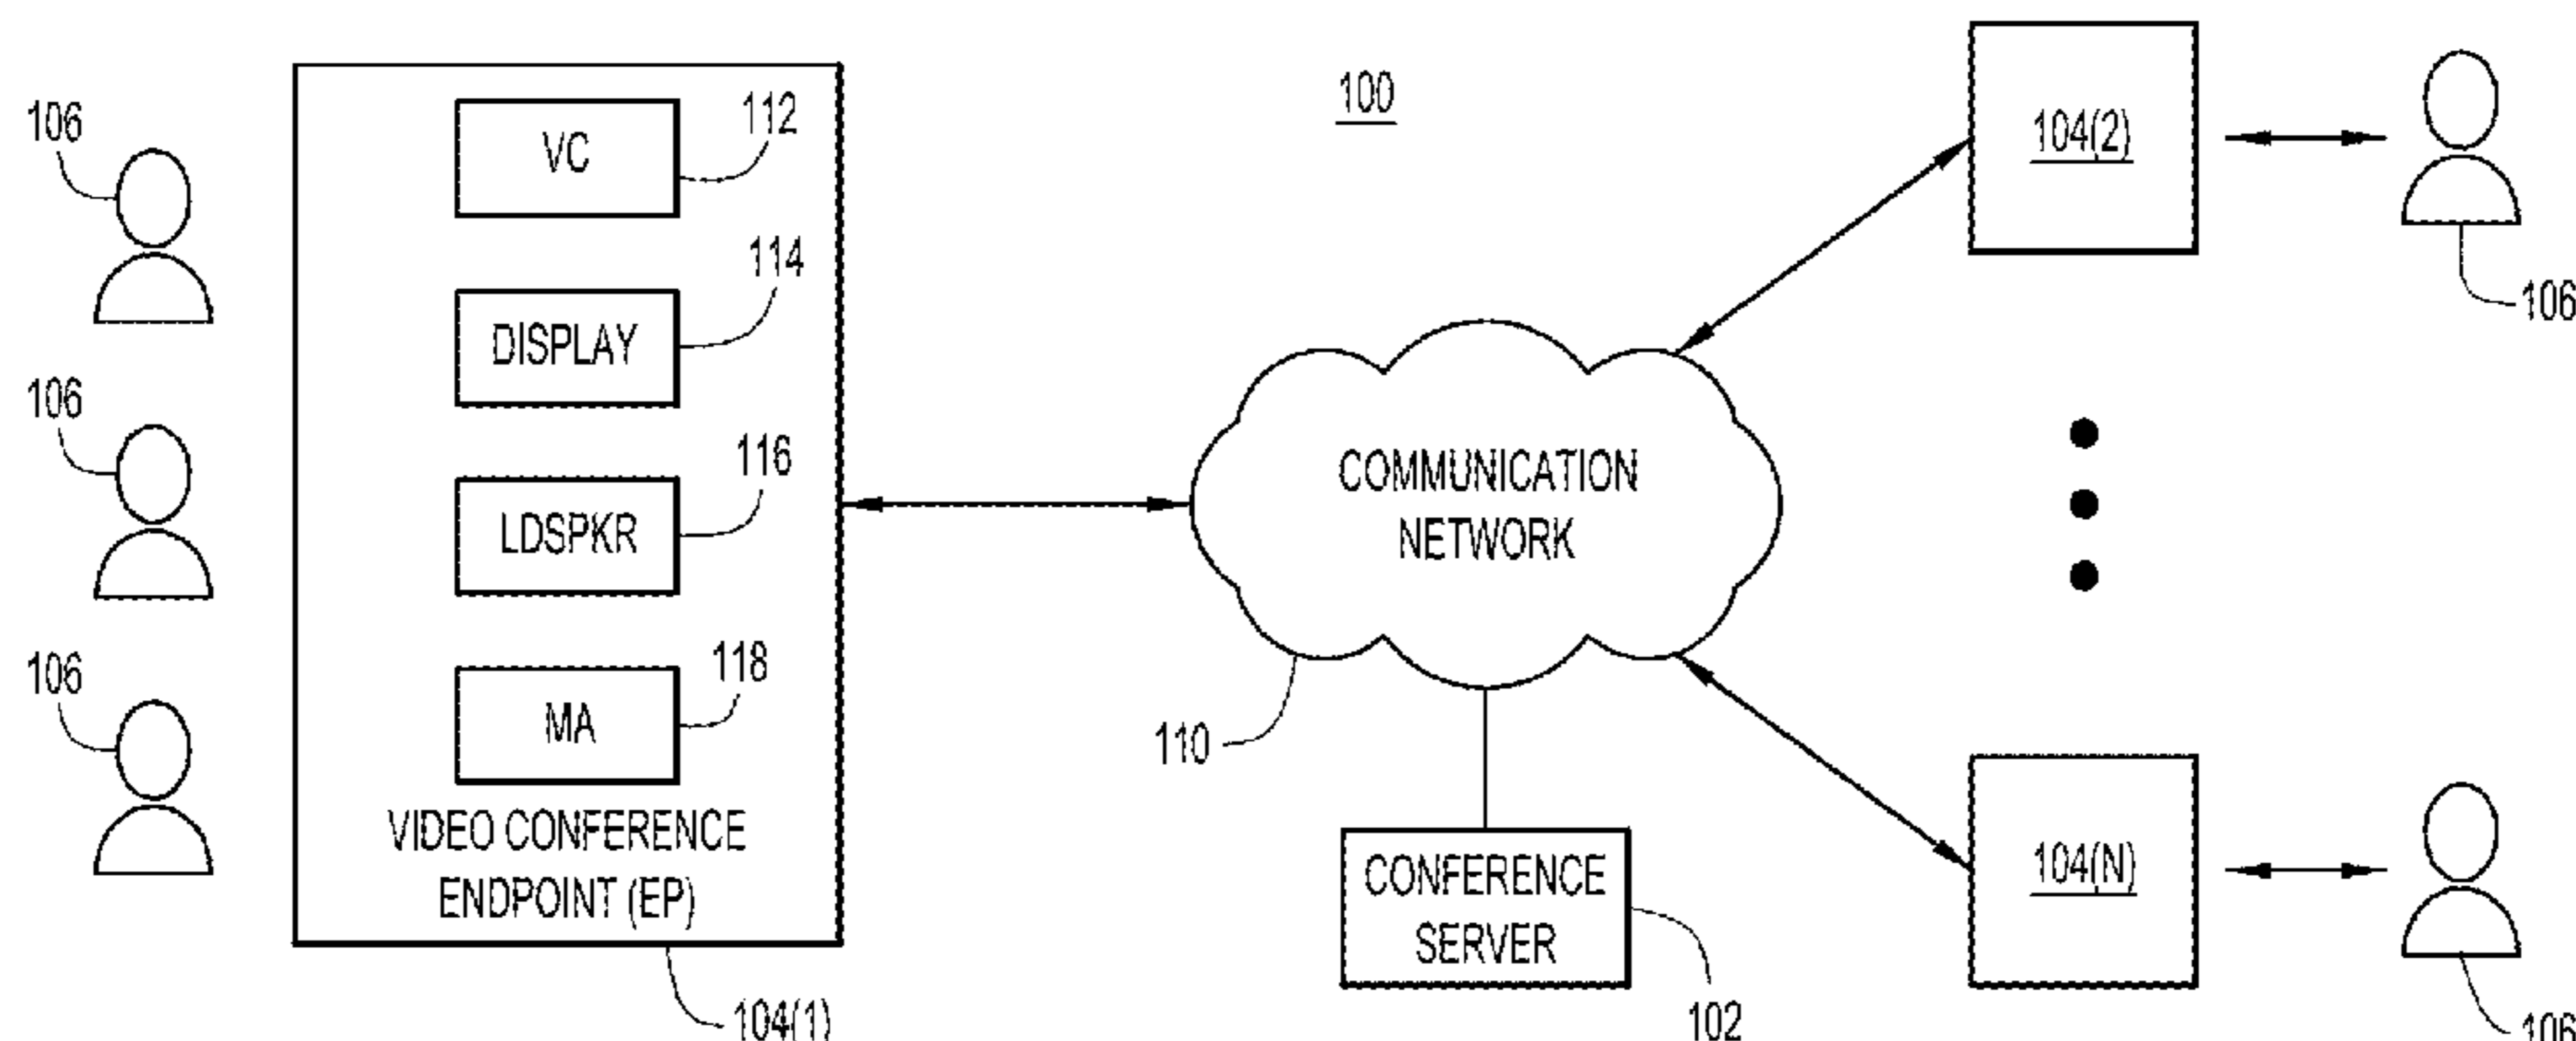 100
106
106
106
VC
112
DISPLAY
114
LDSPKR
116
MA
118
VIDEO CONFERENCE
ENDPOINT (EP)
104(1)
COMMUNICATION
NETWORK
110
CONFERENCE
SERVER
102
104(2)
106
104(N)
106